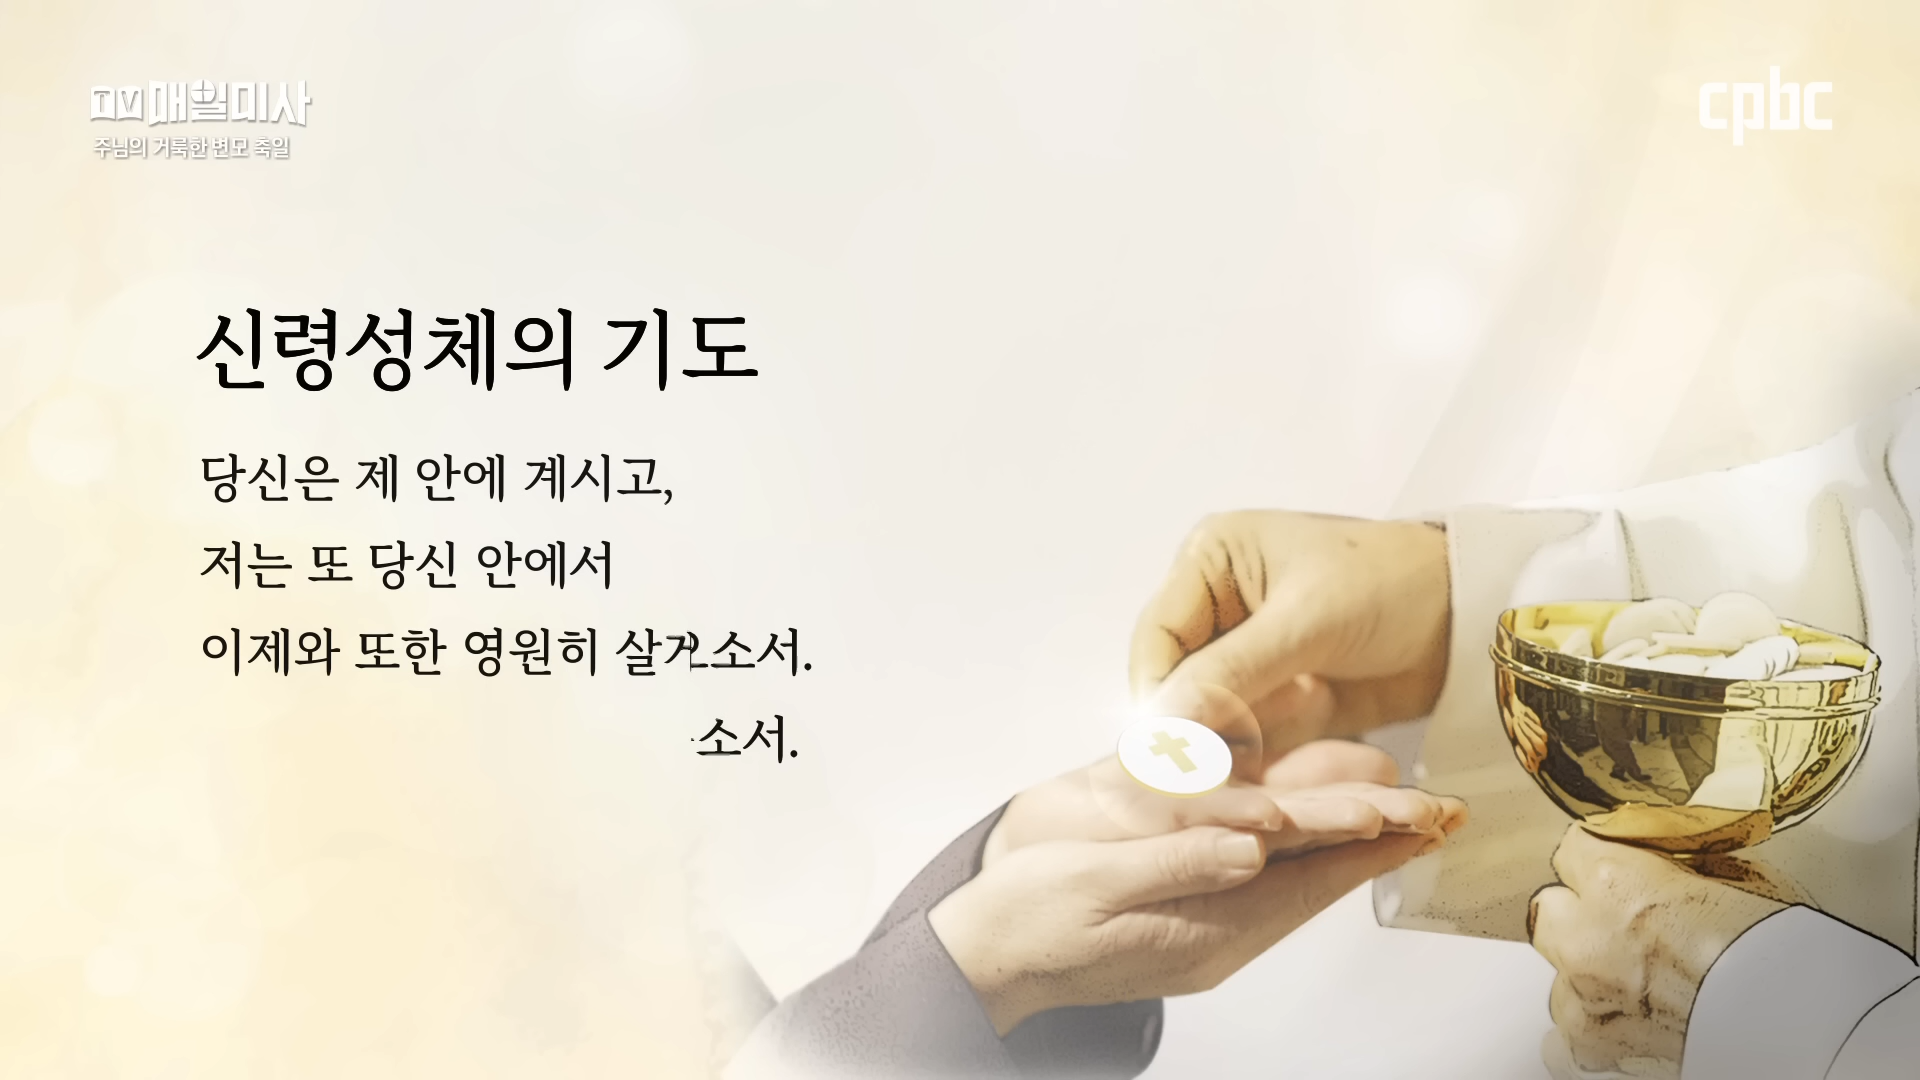 TV매일미사
주님의 거룩한 변모 축일
cpbc
신령성체의 기도
당신은 제 안에 계시고,
저는 또 당신 안에서
이제와 또한 영원히 소서.
소서.